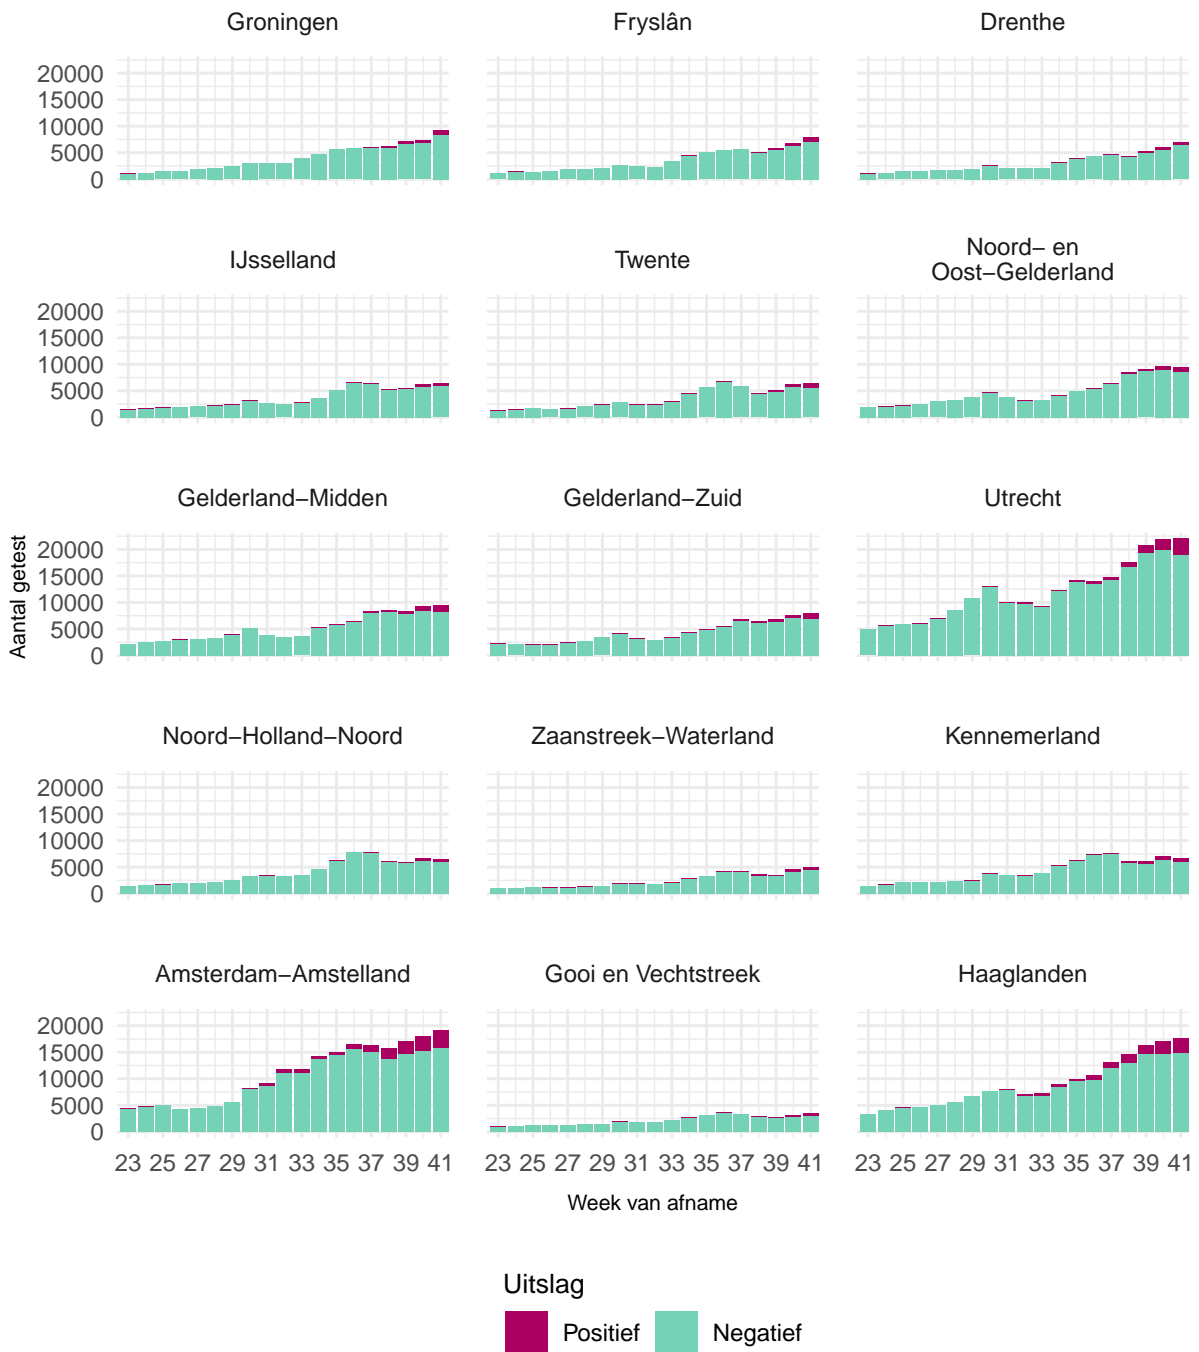 Groningen
Fryslân
Drenthe
20000
15000
10000
5000
0
IJsselland
Twente
Noord– en
Oost–Gelderland
20000
15000
10000
5000
0
Gelderland–Midden
Gelderland–Zuid
Utrecht
20000
15000
10000
5000
0
Aantal getest
Noord–Holland–Noord
Zaanstreek–Waterland
Kennemerland
20000
15000
10000
5000
0
Amsterdam–Amstelland
Gooi en Vechtstreek
Haaglanden
20000
15000
10000
5000
0
23 25 27 29 31 33 35 37 39 41
23 25 27 29 31 33 35 37 39 41
23 25 27 29 31 33 35 37 39 41
Week van afname
Uitslag
Positief
Negatief